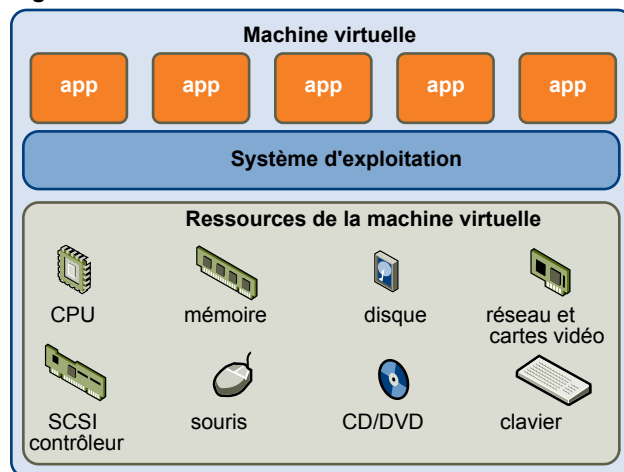 Machine virtuelle
app app app app app
Système d'exploitation
Ressources de la machine virtuelle
CPU mémoire disque réseau et
cartes vidéo
SCSI souris CD/DVD clavier
contrôleur